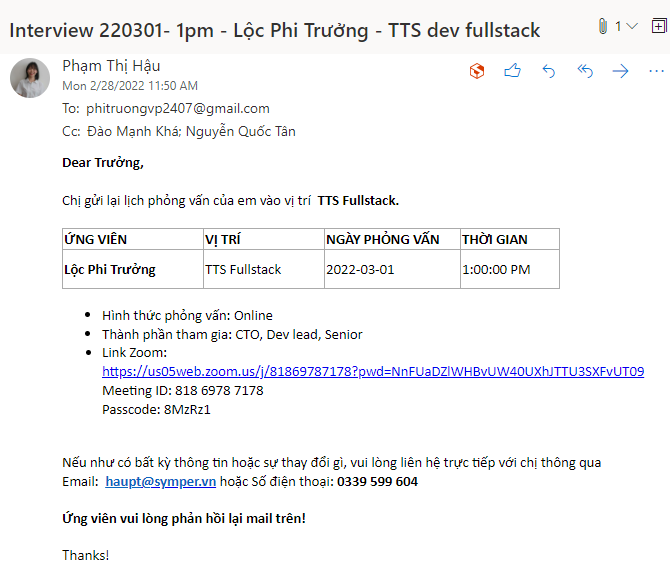 Interview 220301- 1pm - Lộc Phi Trưởng - TTS dev fullstack
1
Phạm Thị Hậu
Mon 2/28/2022 11:50 AM
To: phitruongvp2407@gmail.com
Cc: Đào Mạnh Khá; Nguyễn Quốc Tân
Dear Trưởng,
Chị gửi lại lịch phỏng vấn của em vào vị trí TTS Fullstack.
ỨNG VIÊN VỊ TRÍ NGÀY PHỎNG VẤN THỜI GIAN
Lộc Phi Trưởng TTS Fullstack 2022-03-01 1:00:00 PM
• Hình thức phỏng vấn: Online
• Thành phần tham gia: CTO, Dev lead, Senior
• Link Zoom:
https://us05web.zoom.us/j/81869787178?pwd=NnFUaDZlWHBvUW40UXhJTTU3SXFvUT09
Meeting ID: 818 6978 7178
Passcode: 8MzRz1
Nếu như có bất kỳ thông tin hoặc sự thay đổi gì, vui lòng liên hệ trực tiếp với chị thông qua
Email: haupt@symper.vn hoặc Số điện thoại: 0339 599 604
Ứng viên vui lòng phản hồi lại mail trên!
Thanks!